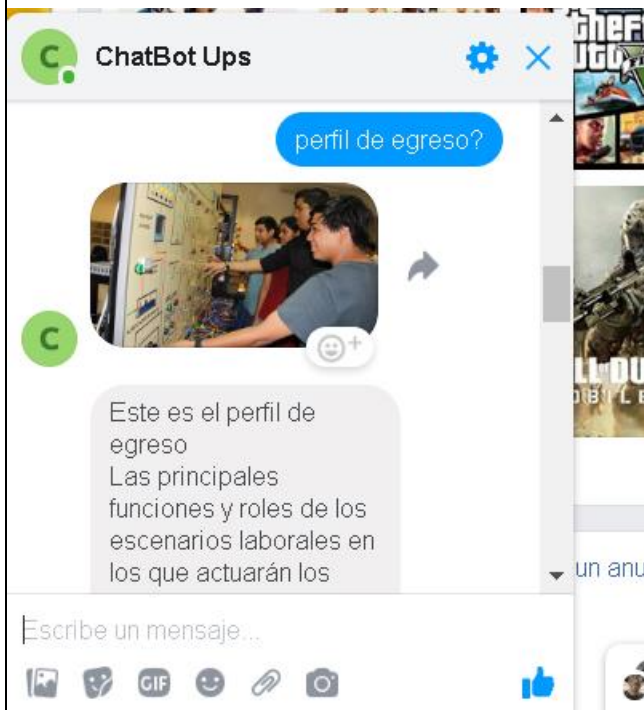 C
ChatBot Ups
perfil de egreso?
C
Este es el perfil de
egreso
Las principales
funciones y roles de los
escenarios laborales en
los que actuarán los
Escribe un mensaje...
GIF
un anu